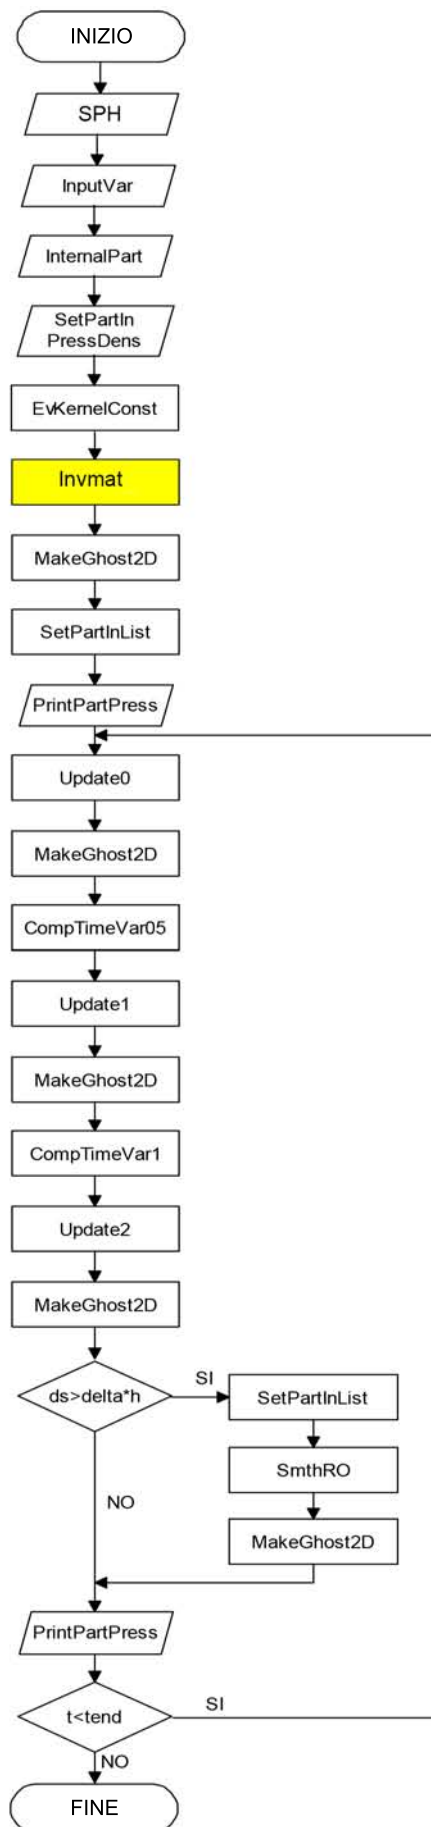 INIZIO
SPH
InputVar
InternalPart
SetPartIn
PressDens
EvKernelConst
Invmat
MakeGhost2D
SetPartInList
PrintPartPress
Update0
MakeGhost2D
CompTimeVar05
Update1
MakeGhost2D
CompTimeVar1
Update2
MakeGhost2D
ds>delta*h
SI
SetPartInList
SmthRO
NO
MakeGhost2D
PrintPartPress
t<tend
SI
NO
FINE